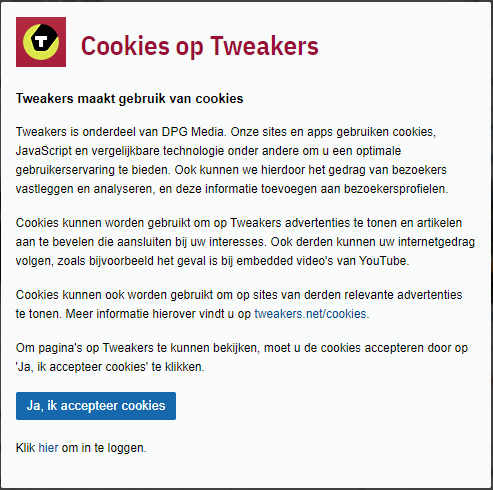 T
Cookies op Tweakers
Tweakers maakt gebruik van cookies
Tweakers is onderdeel van DPG Media. Onze sites en apps gebruiken cookies,
JavaScript en vergelijkbare technologie onder andere om u een optimale
gebruikerservaring te bieden. Ook kunnen we hierdoor het gedrag van bezoekers
vastleggen en analyseren, en deze informatie toevoegen aan bezoekersprofielen.
Cookies kunnen worden gebruikt om op Tweakers advertenties te tonen en artikelen
aan te bevelen die aansluiten bij uw interesses. Ook derden kunnen uw internetgedrag
volgen, zoals bijvoorbeeld het geval is bij embedded video's van YouTube.
Cookies kunnen ook worden gebruikt om op sites van derden relevante advertenties
te tonen. Meer informatie hierover vindt u op tweakers.net/cookies.
Om pagina's op Tweakers te kunnen bekijken, moet u de cookies accepteren door op
'Ja, ik accepteer cookies' te klikken.
Ja, ik accepteer cookies
Klik hier om in te loggen.